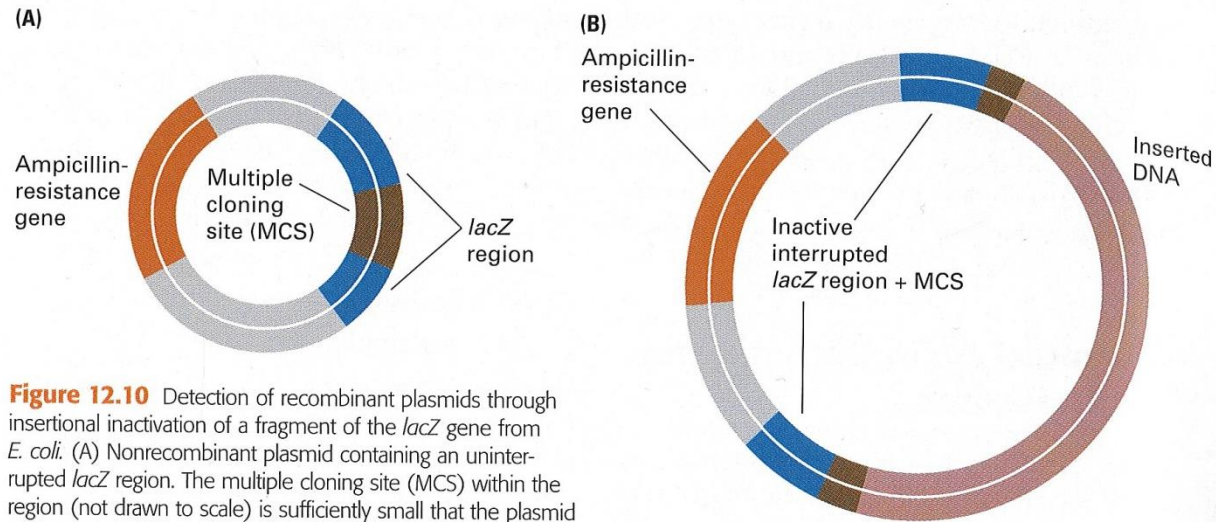 (A)
Ampicillin-
resistance
gene
Multiple
cloning
site (MCS)
lacZ
region
(B)
Ampicillin-
resistance
gene
Inserted
DNA
Inactive
interrupted
lacZ region + MCS
Figure 12.10 Detection of recombinant plasmids through
insertional inactivation of a fragment of the lacZ gene from
E. coli. (A) Nonrecombinant plasmid containing an uninter-
rupted lacZ region. The multiple cloning site (MCS) within the
region (not drawn to scale) is sufficiently small that the plasmid